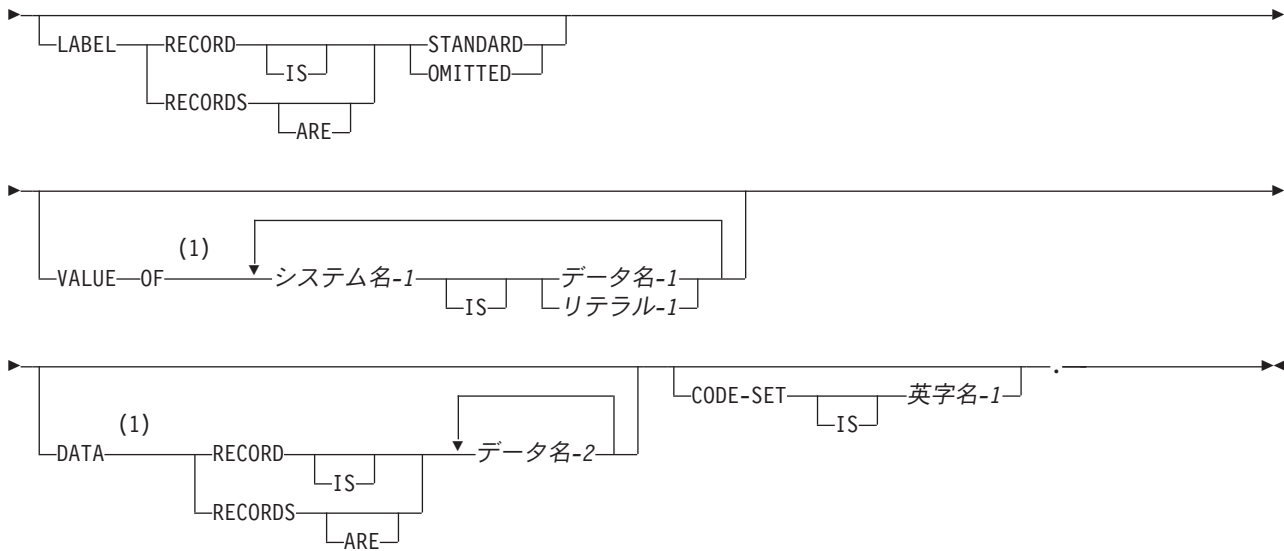 LABEL RECORD IS STANDARD
OMITTED
RECORDS ARE
(1)
VALUE OF システム名-1 IS データ名-1
リテラル-1
CODE-SET IS 英字名-1 .
(1)
DATA RECORD IS データ名-2
RECORDS ARE